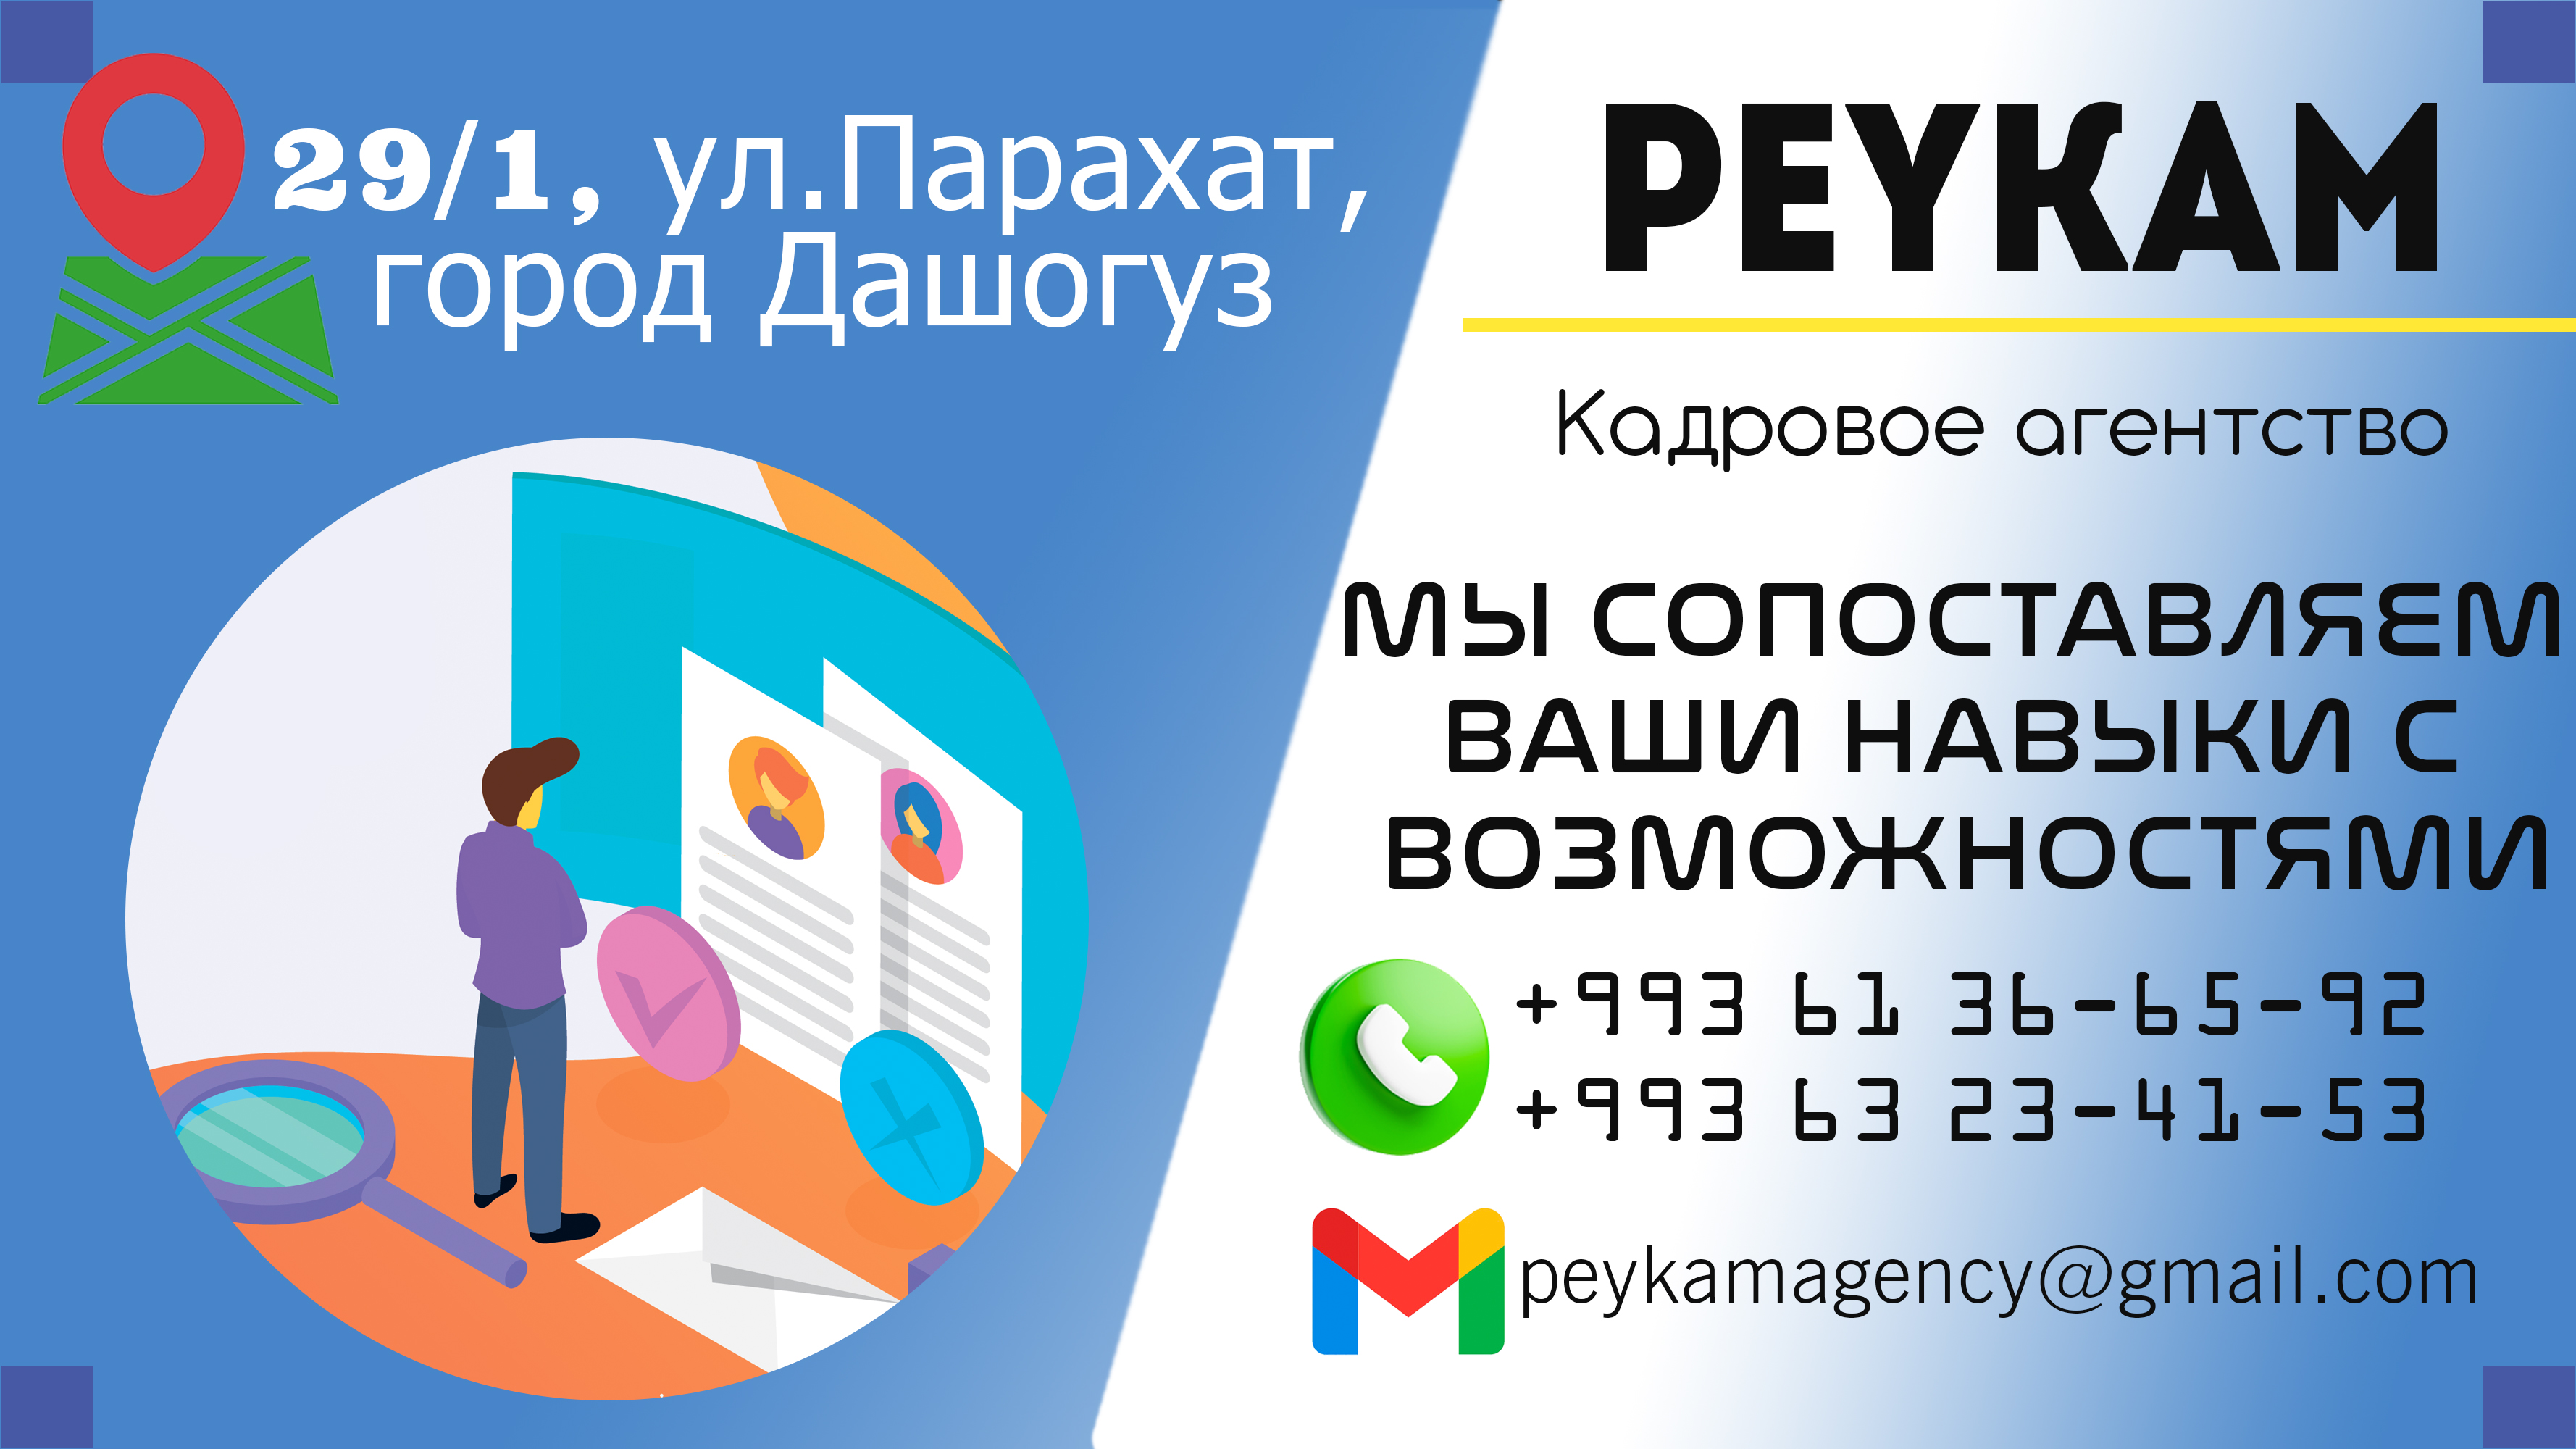 29/1, ул.Парахат,
город Дашогуз
PEYKAM
Кадровое агентство
МЫ СОПОСТАВЛЯЕМ
ВАШИ НАВЫКИ С
ВОЗМОЖНОСТЯМИ
+993 61 36-65-92
+993 63 23-41-53
peykamagency@gmail.com